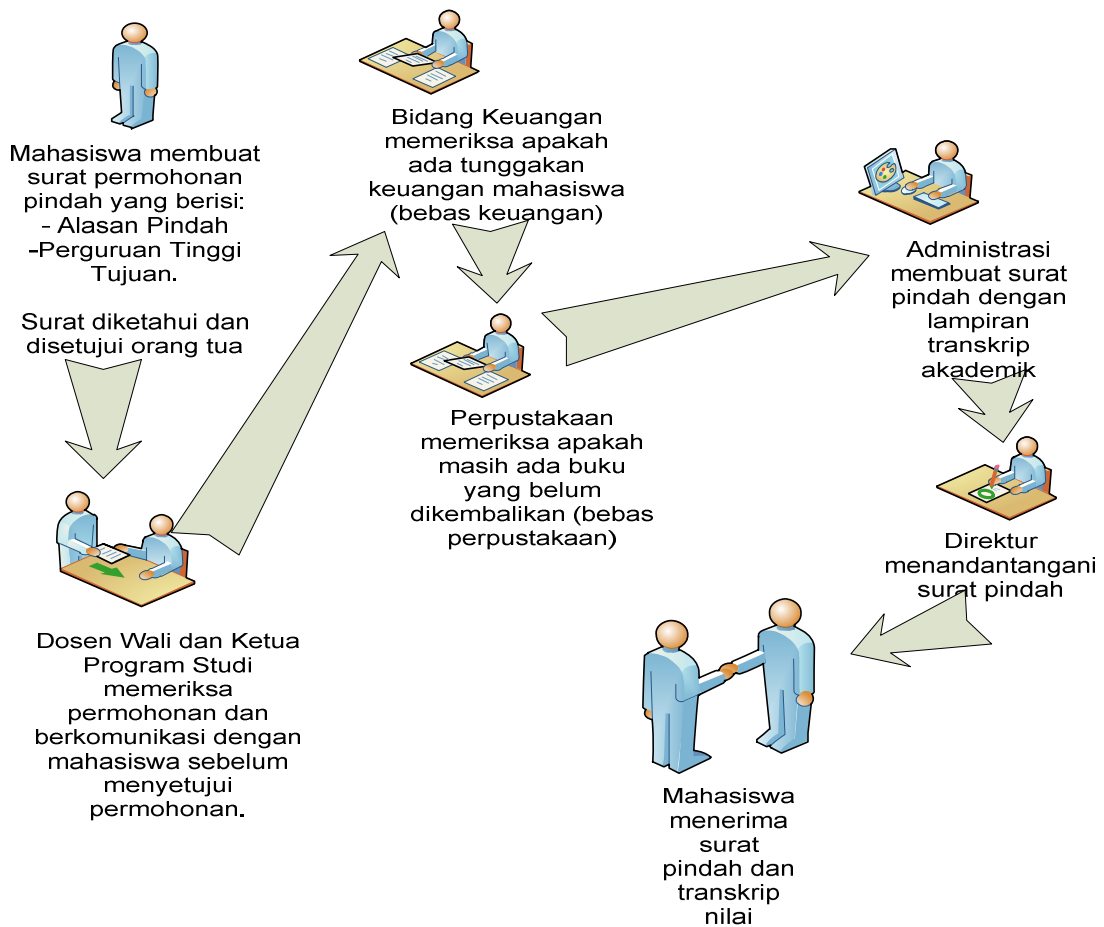 Mahasiswa membuat
surat permohonan
pindah yang berisi:
- Alasan Pindah
-Perguruan Tinggi
Tujuan.
Surat diketahui dan
disetujui orang tua
Dosen Wali dan Ketua
Program Studi
memeriksa
permohonan dan
berkomunikasi dengan
mahasiswa sebelum
menyetujui
permohonan.
Bidang Keuangan
memeriksa apakah
ada tunggakan
keuangan mahasiswa
(bebas keuangan)
Perpustakaan
memeriksa apakah
masih ada buku
yang belum
dikembalikan (bebas
perpustakaan)
Administrasi
membuat surat
pindah dengan
lampiran
transkrip
akademik
Direktur
menandantangani
surat pindah
Mahasiswa
menerima
surat
pindah dan
transkrip
nilai